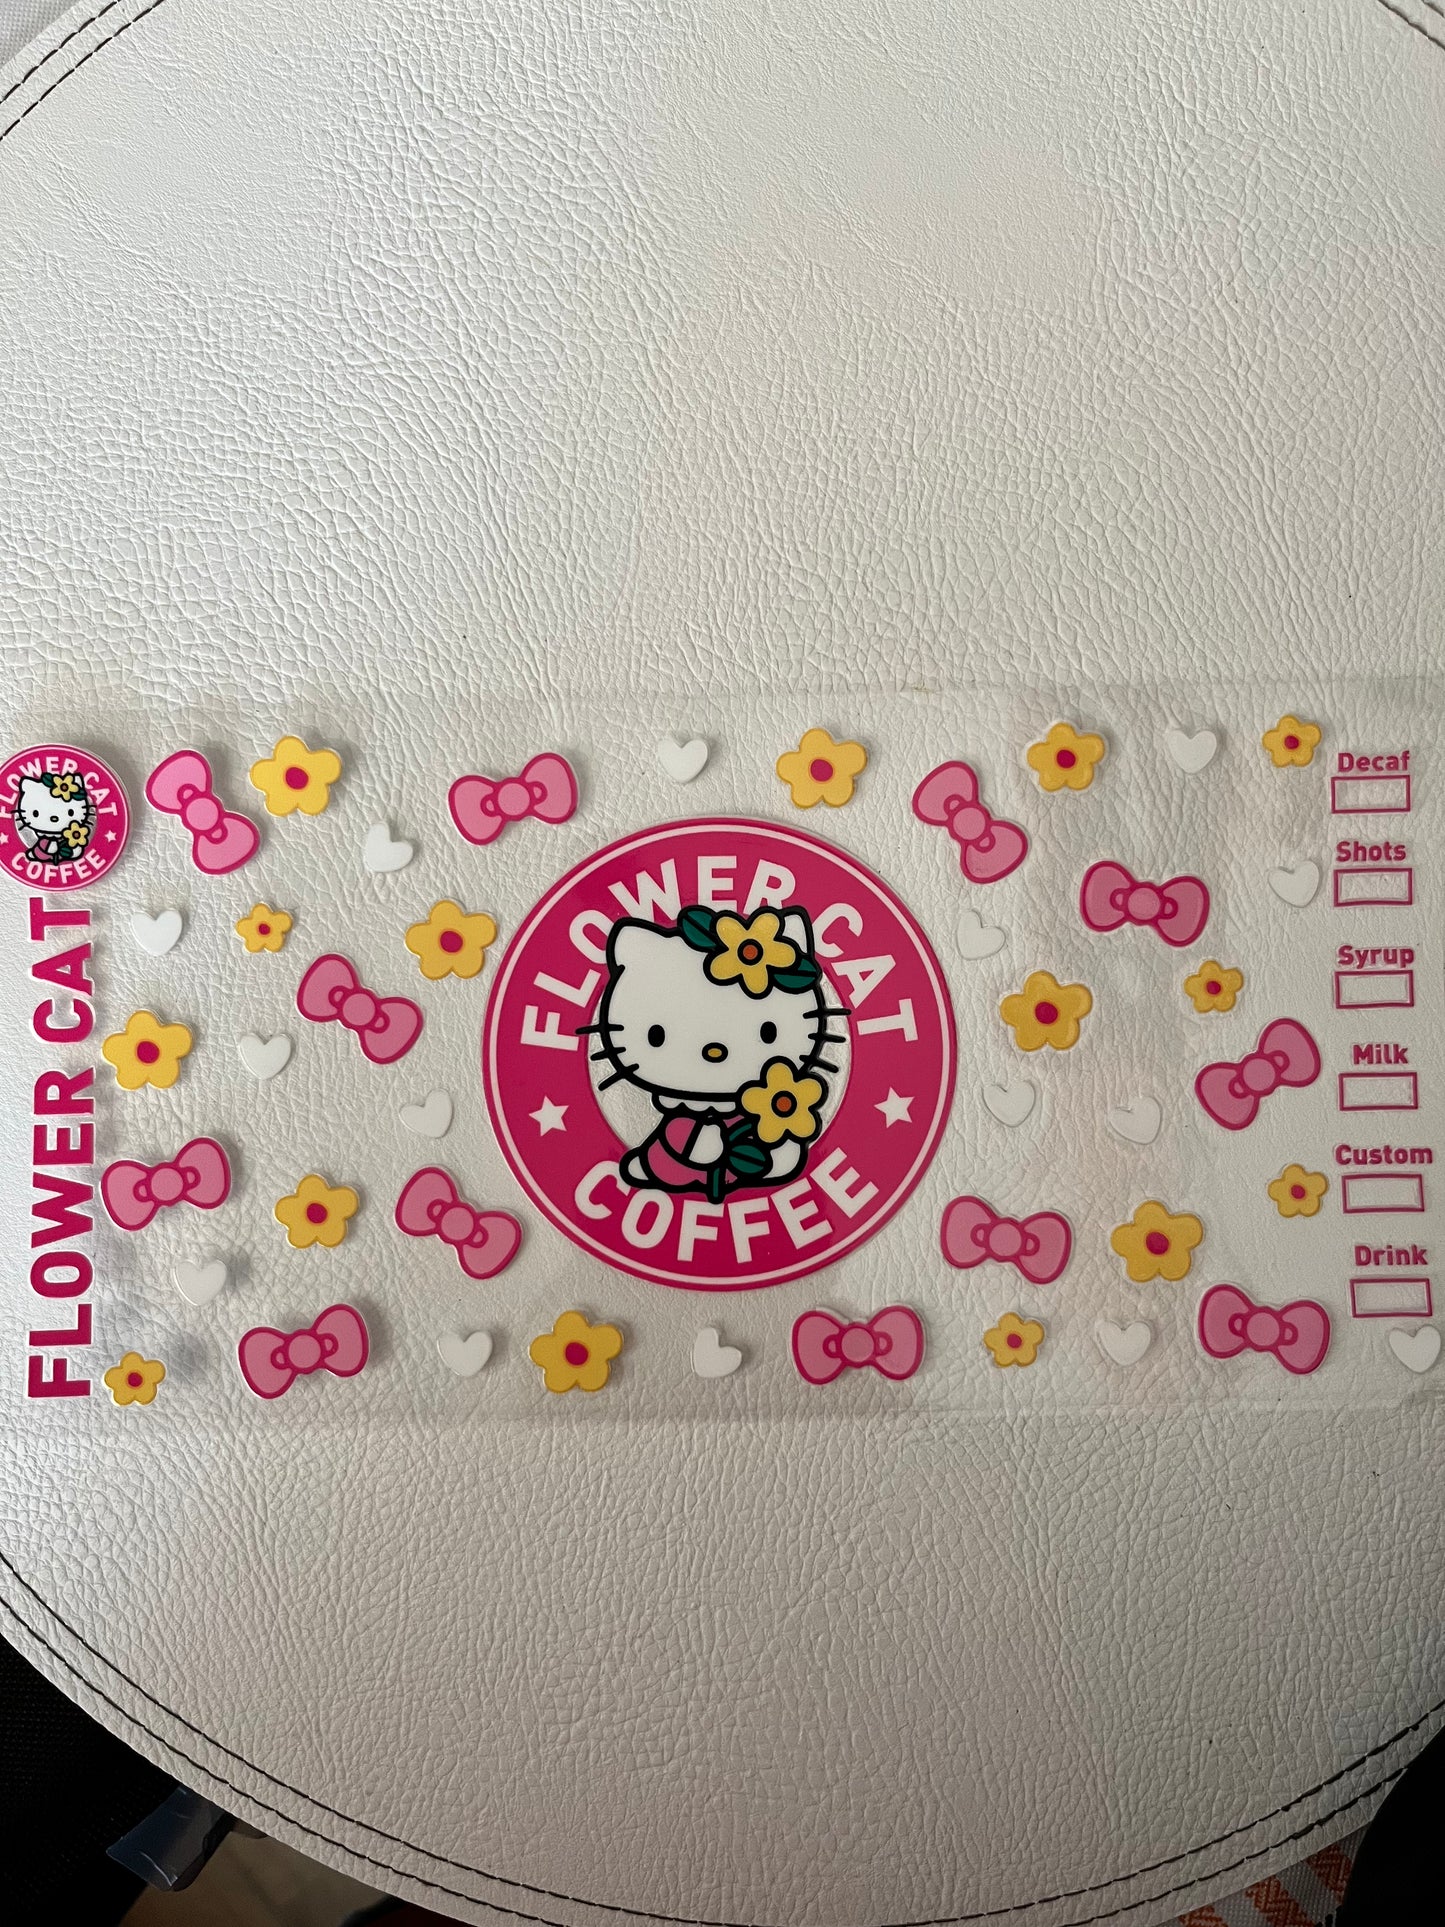 FLOWER CAT
COFFEE
FLOWER CAT
FLOWER CAT
COFFEE
Decaf
Shots
Syrup
Milk
Custom
Drink